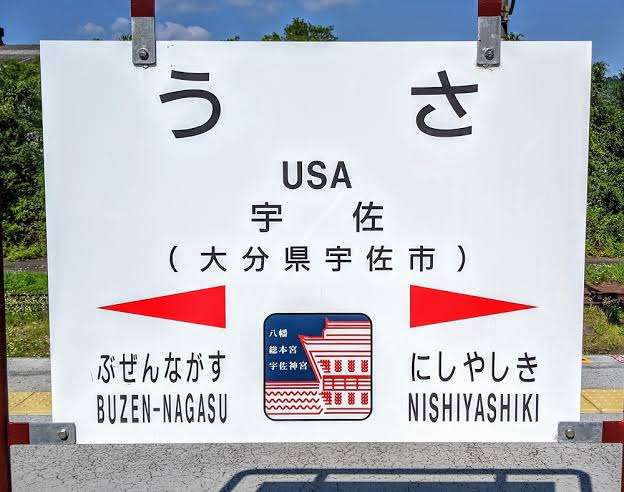 うさ
USA
宇佐
(大分県宇佐市)
八幡
総本宮
宇佐神宮
ぶぜんながす
BUZEN-NAGASU
にしやしき
NISHIYASHIKI